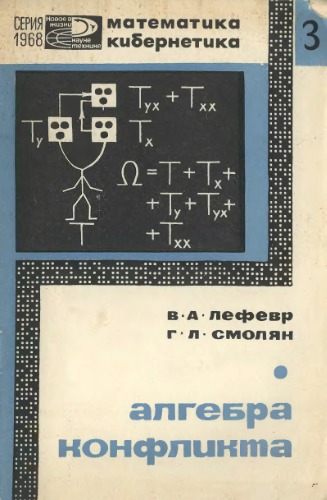 СЕРИЯ
1968
Новое в
жизни
науке
технике
математика
кибернетика
3
Tyx + Txx
Ty
Tx
Ω = T + Tx +
+ Ty + Tyx +
+ Txx
T
В·А·ЛЕФЕВР
Г·Л·СМОЛЯН
алгебра
конфликта